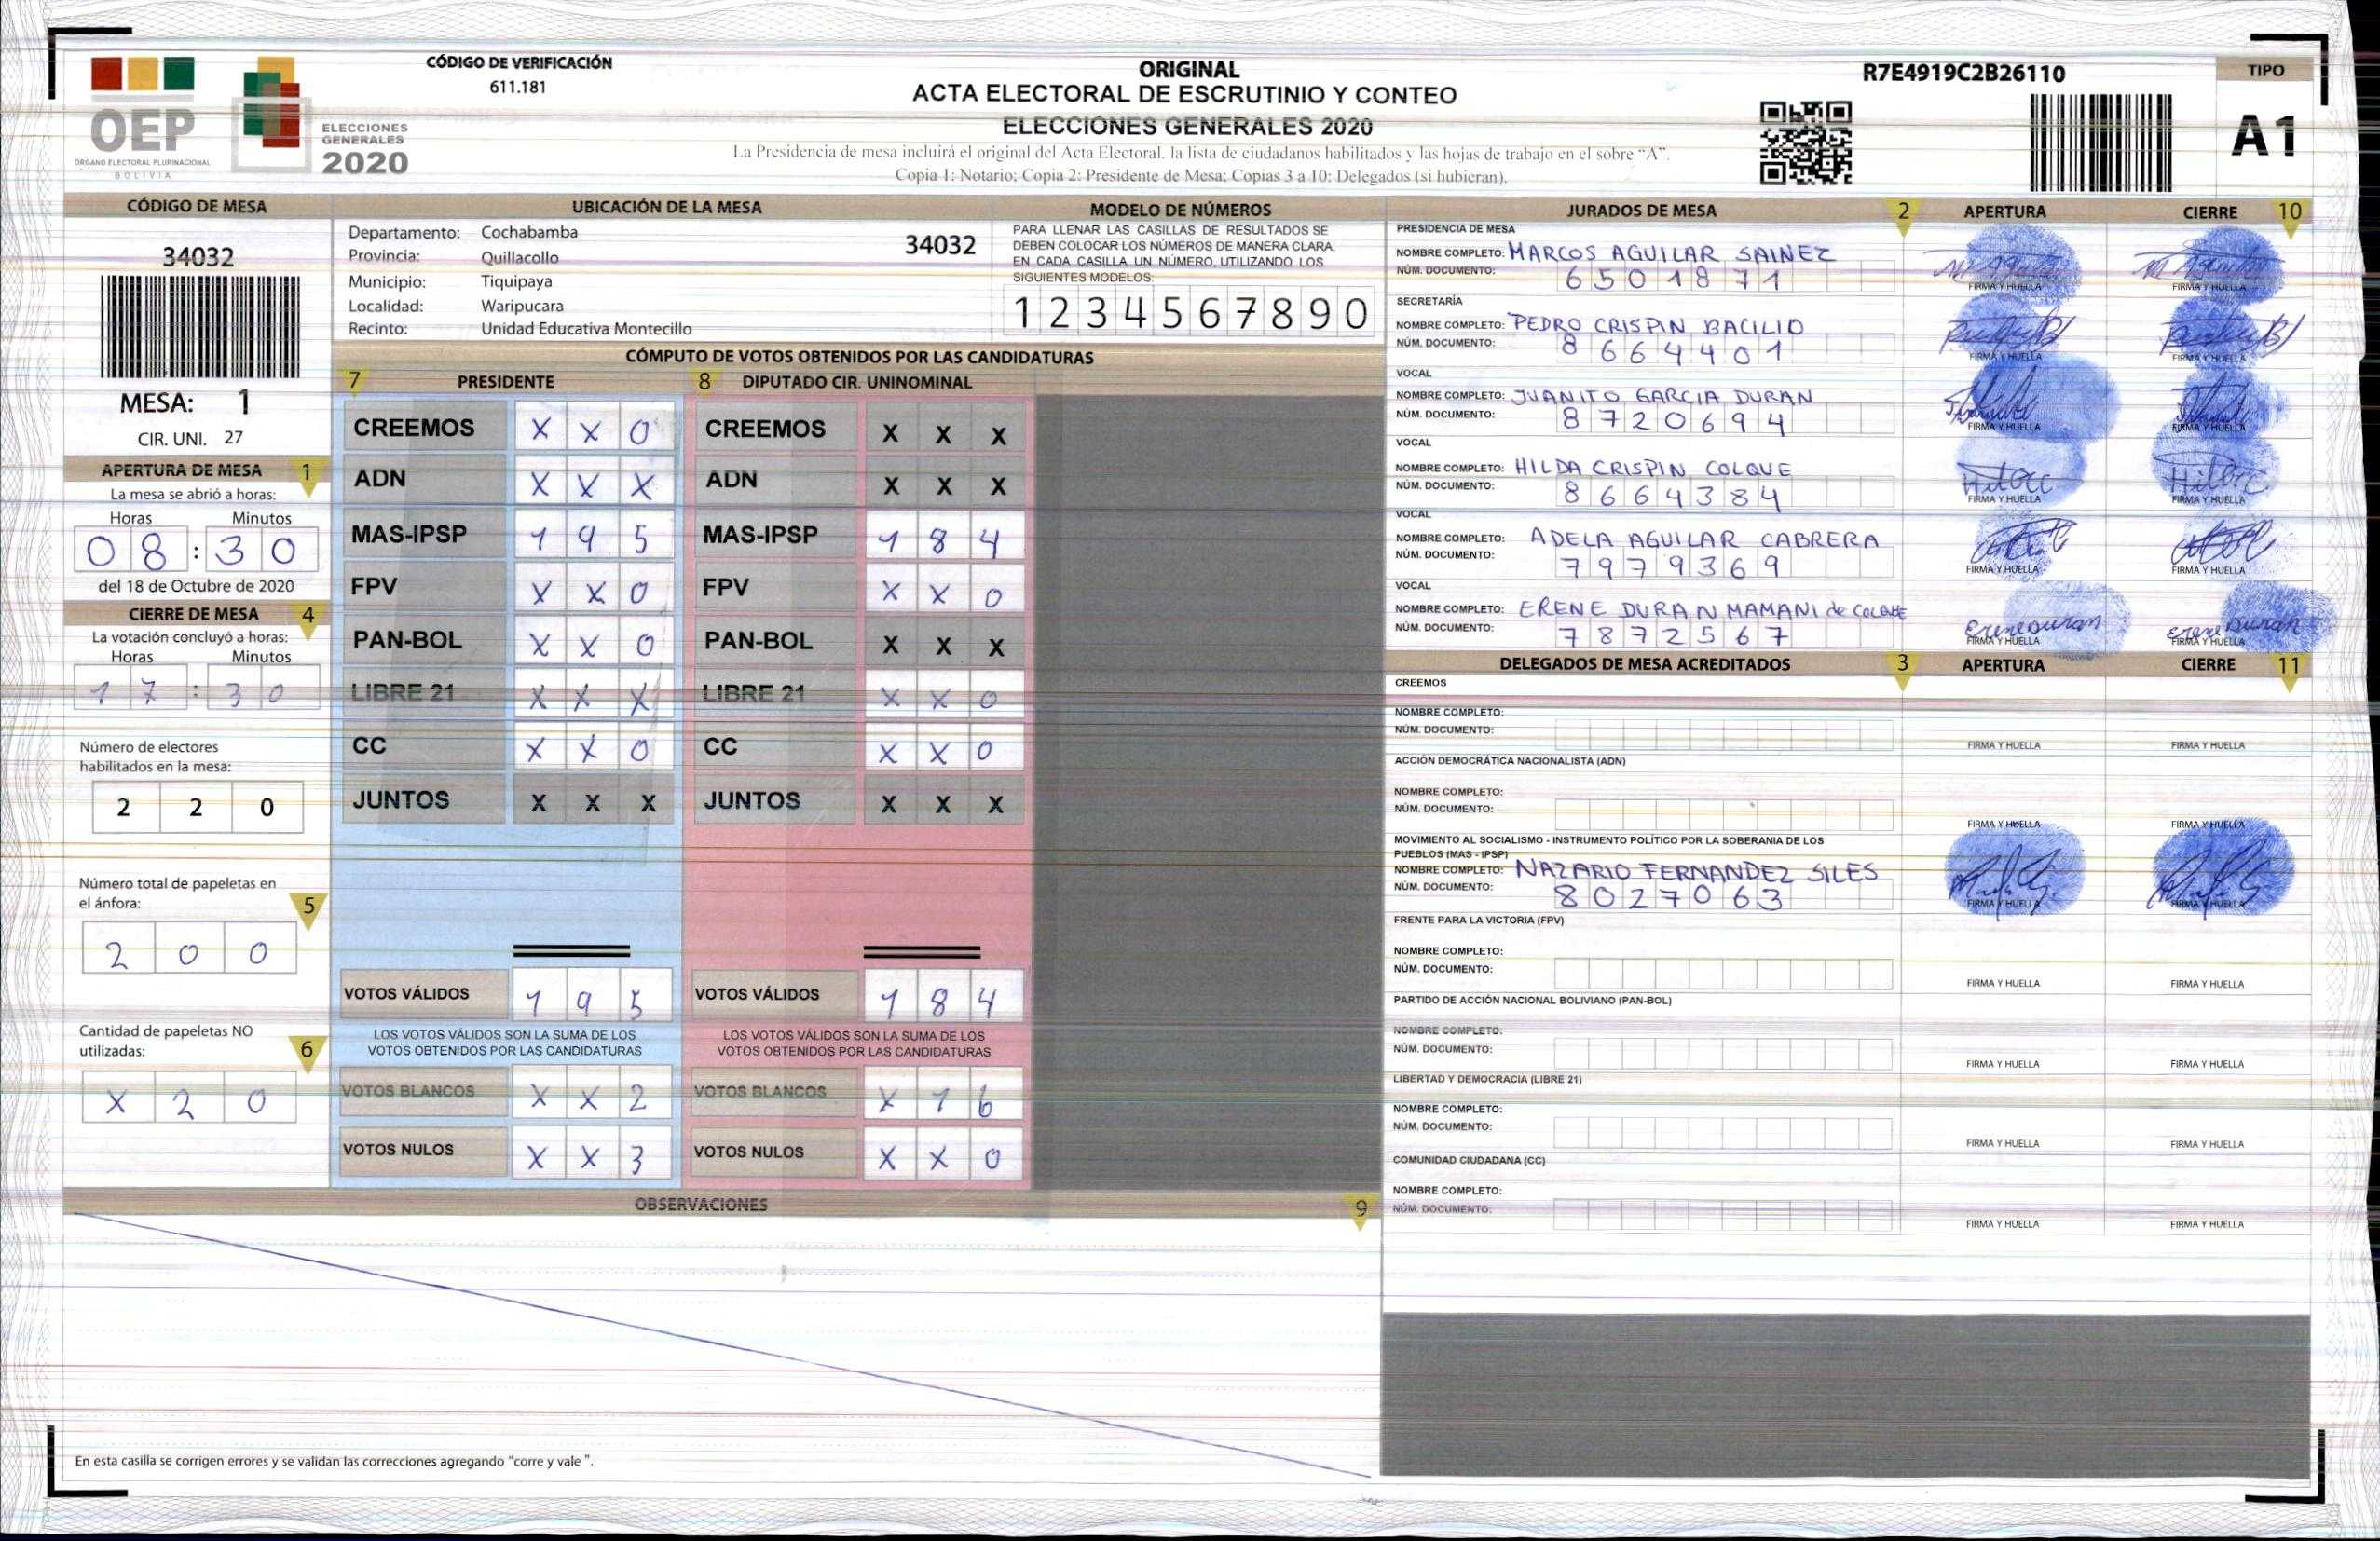 OEP
ÓRGANO ELECTORAL PLURINACIONAL
BOLIVIA
ELECCIONES
GENERALES
2020
CÓDIGO DE VERIFICACIÓN
611.181
ORIGINAL
ACTA ELECTORAL DE ESCRUTINIO Y CONTEO
ELECCIONES GENERALES 2020
La Presidencia de mesa incluirá el original del Acta Electoral, la lista de ciudadanos habilitados y las hojas de trabajo en el sobre "A".
Copia 1: Notario; Copia 2: Presidente de Mesa; Copias 3 a 10: Delegados (si hubieran).
R7E4919C2B26110
TIPO
A1
CÓDIGO DE MESA
34032
MESA: 1
CIR. UNI. 27
APERTURA DE MESA 1
La mesa se abrió a horas:
Horas Minutos
08 : 30
del 18 de Octubre de 2020
CIERRE DE MESA 4
La votación concluyó a horas:
Horas Minutos
17 : 30
Número de electores
habilitados en la mesa:
2 2 0
Número total de papeletas en
el ánfora: 5
2 0 0
Cantidad de papeletas NO
utilizadas: 6
X 2 0
UBICACIÓN DE LA MESA
Departamento: Cochabamba
34032
Provincia: Quillacollo
Municipio: Tiquipaya
Localidad: Waripucara
Recinto: Unidad Educativa Montecillo
MODELO DE NÚMEROS
PARA LLENAR LAS CASILLAS DE RESULTADOS SE
DEBEN COLOCAR LOS NÚMEROS DE MANERA CLARA.
EN CADA CASILLA UN NÚMERO, UTILIZANDO LOS
SIGUIENTES MODELOS:
1 2 3 4 5 6 7 8 9 0
CÓMPUTO DE VOTOS OBTENIDOS POR LAS CANDIDATURAS
7 PRESIDENTE
CREEMOS X X 0
ADN X X X
MAS-IPSP 1 9 5
FPV X X 0
PAN-BOL X X 0
LIBRE 21 X X X
CC X X 0
JUNTOS X X X
VOTOS VÁLIDOS 1 9 5
LOS VOTOS VÁLIDOS SON LA SUMA DE LOS
VOTOS OBTENIDOS POR LAS CANDIDATURAS
VOTOS BLANCOS X X 2
VOTOS NULOS X X 3
8 DIPUTADO CIR. UNINOMINAL
CREEMOS X X X
ADN X X X
MAS-IPSP 1 8 4
FPV X X 0
PAN-BOL X X X
LIBRE 21 X X 0
CC X X 0
JUNTOS X X X
VOTOS VÁLIDOS 1 8 4
LOS VOTOS VÁLIDOS SON LA SUMA DE LOS
VOTOS OBTENIDOS POR LAS CANDIDATURAS
VOTOS BLANCOS X 1 6
VOTOS NULOS X X 0
OBSERVACIONES 9
En esta casilla se corrigen errores y se validan las correcciones agregando "corre y vale ".
JURADOS DE MESA 2 APERTURA CIERRE 10
PRESIDENCIA DE MESA
NOMBRE COMPLETO: MARCOS AGUILAR SAINEZ
NÚM. DOCUMENTO: 6501871
FIRMA Y HUELLA FIRMA Y HUELLA
SECRETARÍA
NOMBRE COMPLETO: PEDRO CRISPIN BACILIO
NÚM. DOCUMENTO: 8664401
FIRMA Y HUELLA FIRMA Y HUELLA
VOCAL
NOMBRE COMPLETO: JUANITO GARCIA DURAN
NÚM. DOCUMENTO: 8720694
FIRMA Y HUELLA FIRMA Y HUELLA
VOCAL
NOMBRE COMPLETO: HILDA CRISPIN COLQUE
NÚM. DOCUMENTO: 8664384
FIRMA Y HUELLA FIRMA Y HUELLA
VOCAL
NOMBRE COMPLETO: ADELA AGUILAR CABRERA
NÚM. DOCUMENTO: 7979369
FIRMA Y HUELLA FIRMA Y HUELLA
VOCAL
NOMBRE COMPLETO: ERENE DURAN MAMANI de COLQUE
NÚM. DOCUMENTO: 7872567
Erene Duran Erene Duran
FIRMA Y HUELLA FIRMA Y HUELLA
DELEGADOS DE MESA ACREDITADOS 3 APERTURA CIERRE 11
CREEMOS
NOMBRE COMPLETO:
NÚM. DOCUMENTO:
FIRMA Y HUELLA FIRMA Y HUELLA
ACCIÓN DEMOCRÁTICA NACIONALISTA (ADN)
NOMBRE COMPLETO:
NÚM. DOCUMENTO:
FIRMA Y HUELLA FIRMA Y HUELLA
MOVIMIENTO AL SOCIALISMO - INSTRUMENTO POLÍTICO POR LA SOBERANIA DE LOS
PUEBLOS (MAS - IPSP)
NOMBRE COMPLETO: NAZARIO FERNANDEZ SILES
NÚM. DOCUMENTO: 8027063
FIRMA Y HUELLA FIRMA Y HUELLA
FRENTE PARA LA VICTORIA (FPV)
NOMBRE COMPLETO:
NÚM. DOCUMENTO:
FIRMA Y HUELLA FIRMA Y HUELLA
PARTIDO DE ACCIÓN NACIONAL BOLIVIANO (PAN-BOL)
NOMBRE COMPLETO:
NÚM. DOCUMENTO:
FIRMA Y HUELLA FIRMA Y HUELLA
LIBERTAD Y DEMOCRACIA (LIBRE 21)
NOMBRE COMPLETO:
NÚM. DOCUMENTO:
FIRMA Y HUELLA FIRMA Y HUELLA
COMUNIDAD CIUDADANA (CC)
NOMBRE COMPLETO:
NÚM. DOCUMENTO:
FIRMA Y HUELLA FIRMA Y HUELLA